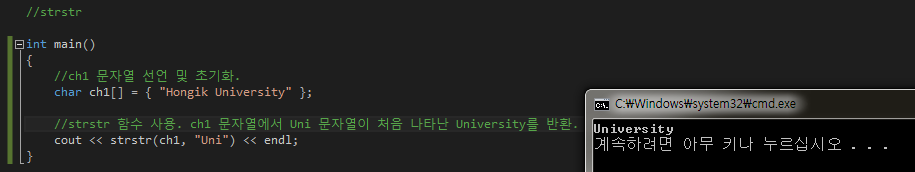 //strstr
int main()
{
//ch1 문자열 선언 및 초기화.
char ch1[] = { "Hongik University" };
//strstr 함수 사용. ch1 문자열에서 Uni 문자열이 처음 나타난 University를 반환.
cout << strstr(ch1, "Uni") << endl;
}
C:\Windows\system32\cmd.exe
University
계속하려면 아무 키나 누르십시오 . . .